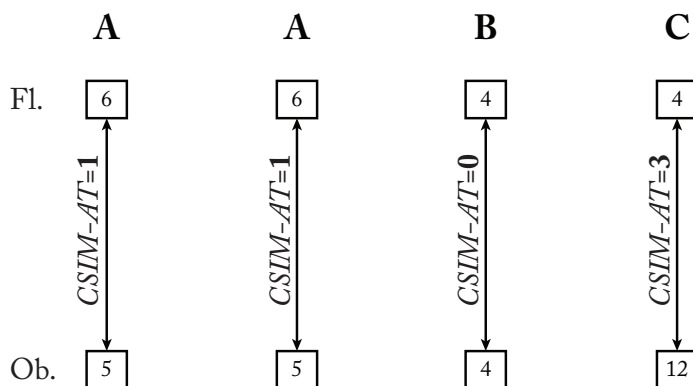 A A B C
Fl. 6 6 4 4
CSIM-AT=1 CSIM-AT=1 CSIM-AT=0 CSIM-AT=3
Ob. 5 5 4 12